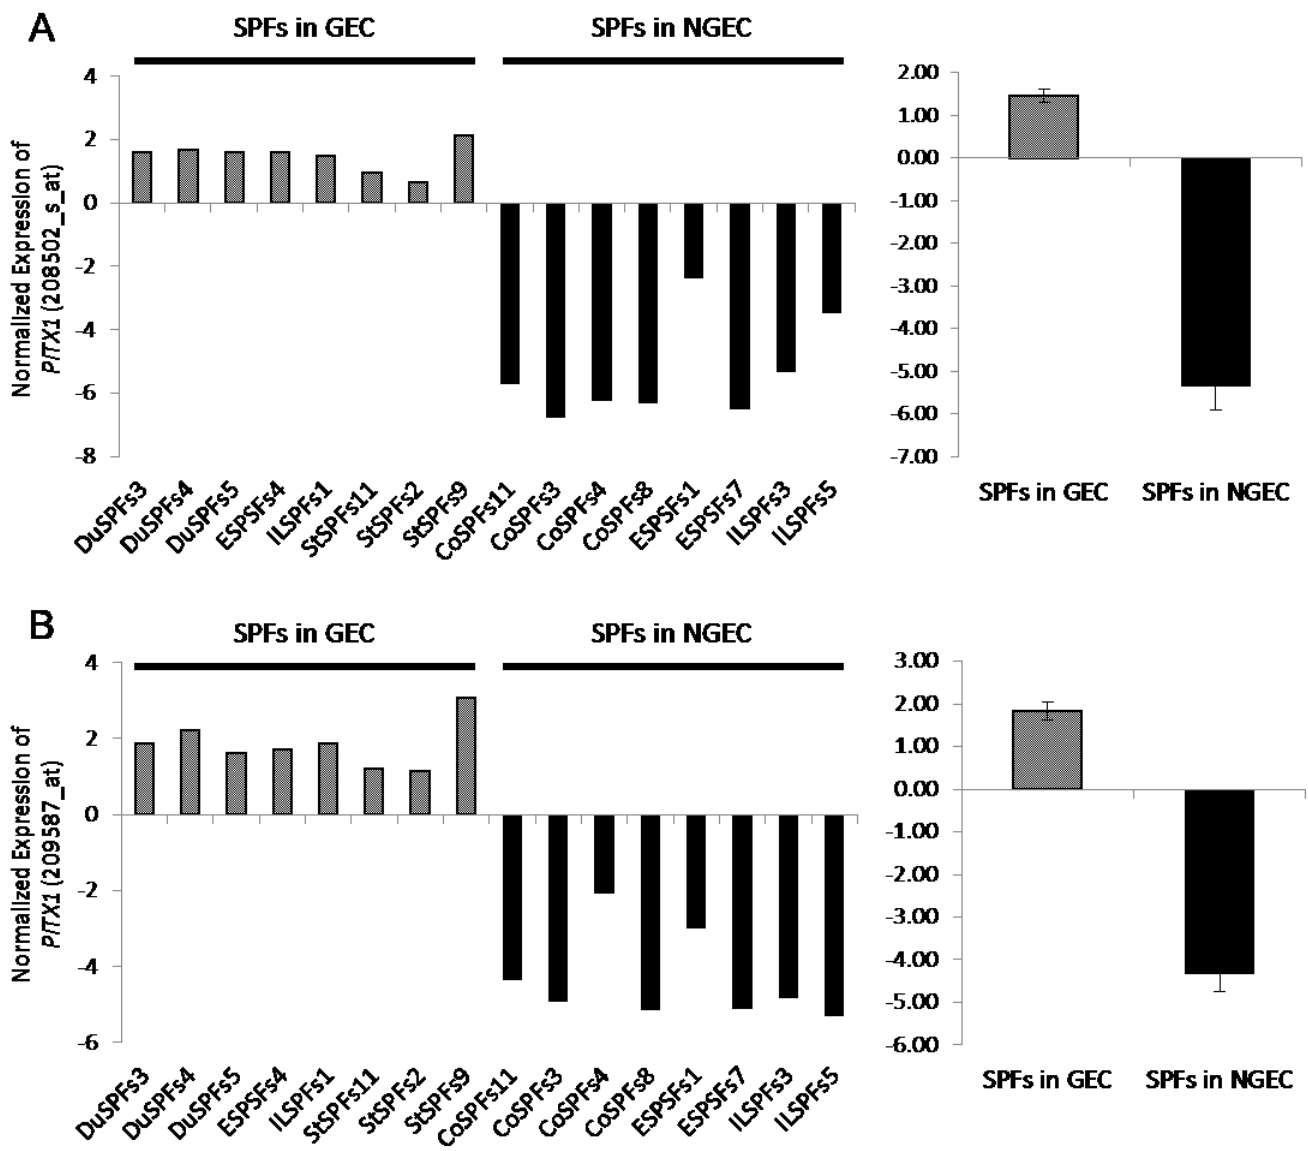 A
SPFs in GEC
SPFs in NGEC
Normalized Expression of
PITX1 (208502_s_at)
4
2
0
-2
-4
-6
-8
DuSPFs3
DuSPFs4
DuSPFs5
ESPSFs4
ILSPFs1
StSPFs11
StSPFs2
StSPFs9
CoSPFs11
CoSPFs3
CoSPFs4
CoSPFs8
ESPSFs1
ESPSFs7
ILSPFs3
ILSPFs5
2.00
1.00
0.00
-1.00
-2.00
-3.00
-4.00
-5.00
-6.00
-7.00
SPFs in GEC
SPFs in NGEC
B
SPFs in GEC
SPFs in NGEC
Normalized Expression of
PITX1 (209587_at)
4
2
0
-2
-4
-6
DuSPFs3
DuSPFs4
DuSPFs5
ESPSFs4
ILSPFs1
StSPFs11
StSPFs2
StSPFs9
CoSPFs11
CoSPFs3
CoSPFs4
CoSPFs8
ESPSFs1
ESPSFs7
ILSPFs3
ILSPFs5
3.00
2.00
1.00
0.00
-1.00
-2.00
-3.00
-4.00
-5.00
-6.00
SPFs in GEC
SPFs in NGEC